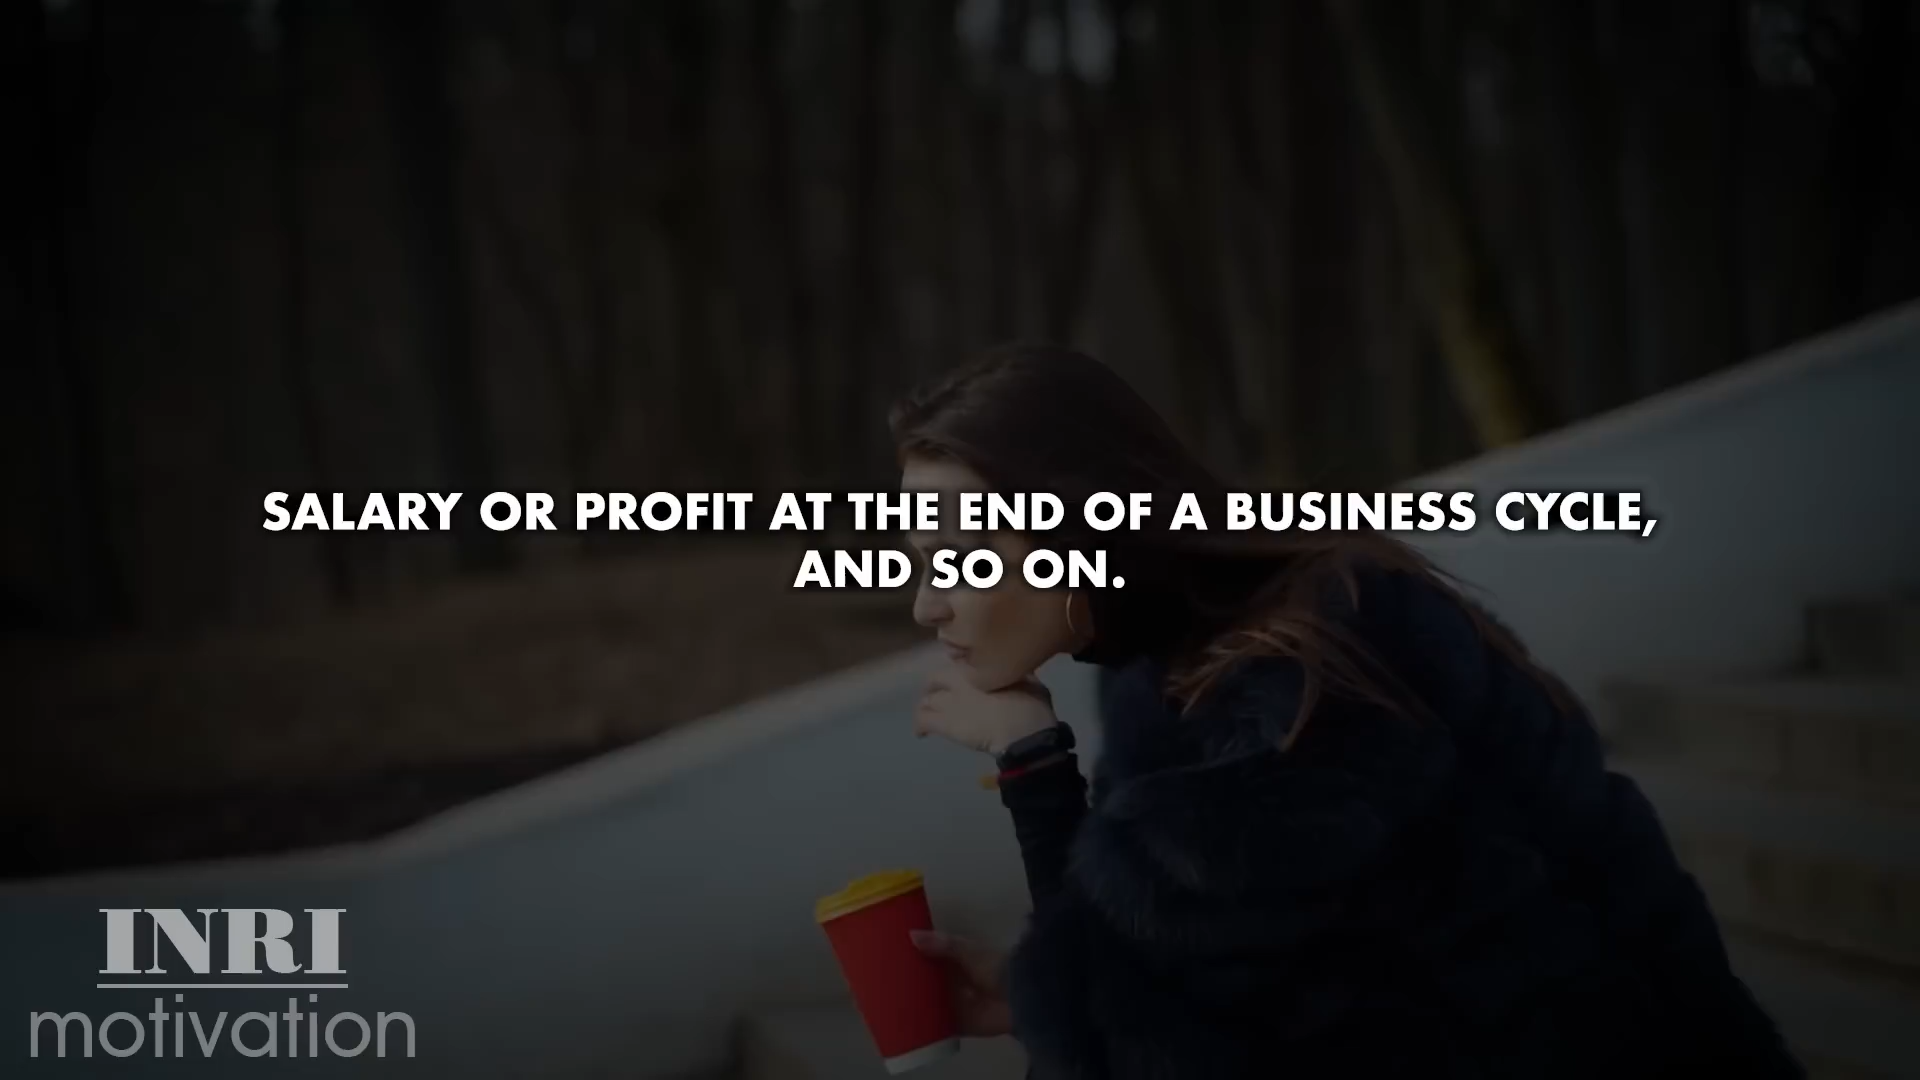 SALARY OR PROFIT AT THE END OF A BUSINESS CYCLE,
AND SO ON.
INRI
motivation